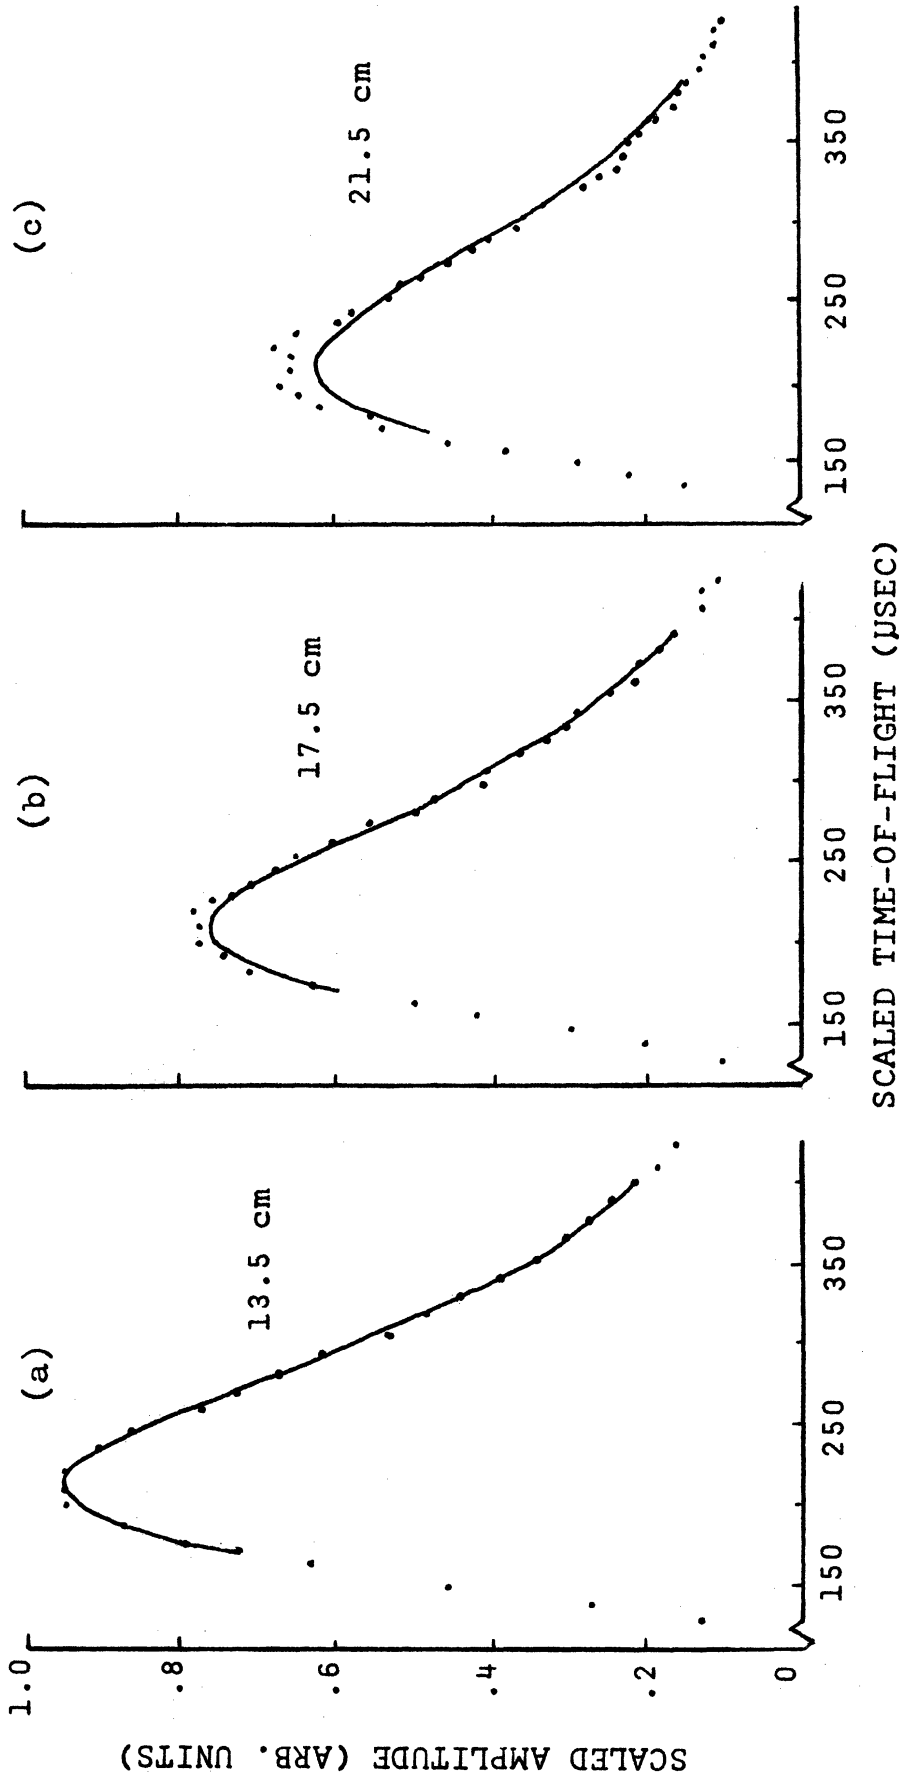 (a)
(b)
(c)
13.5 cm
17.5 cm
21.5 cm
SCALED AMPLITUDE (ARB. UNITS)
1.0
.8
.6
.4
.2
0
150 250 350
150 250 350
150 250 350
SCALED TIME-OF-FLIGHT (µSEC)